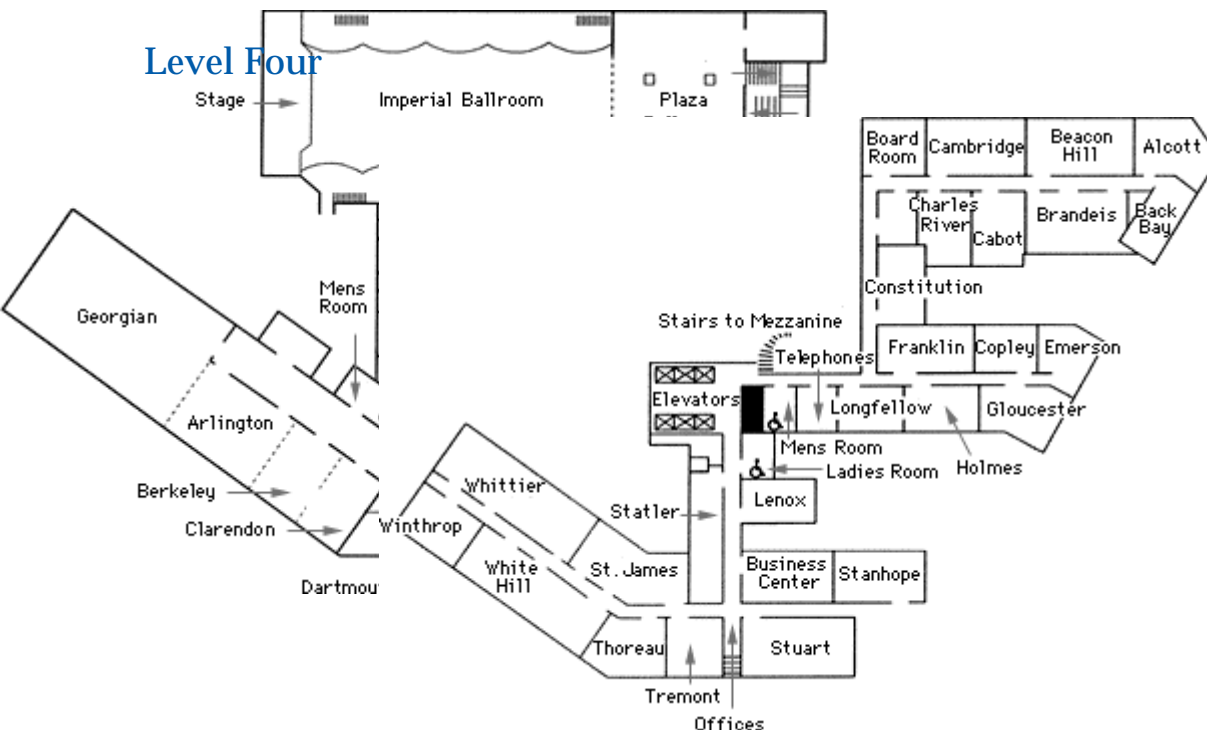 Level Four
Stage
Imperial Ballroom
Plaza
Board
Room
Cambridge
Beacon
Hill
Alcott
Charles
River
Cabot
Brandeis
Back
Bay
Constitution
Mens
Room
Georgian
Stairs to Mezzanine
Telephones
Franklin
Copley
Emerson
Elevators
Longfellow
Gloucester
Arlington
Mens Room
Ladies Room
Holmes
Berkeley
Whittier
Statler
Lenox
Clarendon
Winthrop
White
Hill
St. James
Business
Center
Stanhope
Dartmou
Thoreau
Stuart
Tremont
Offices